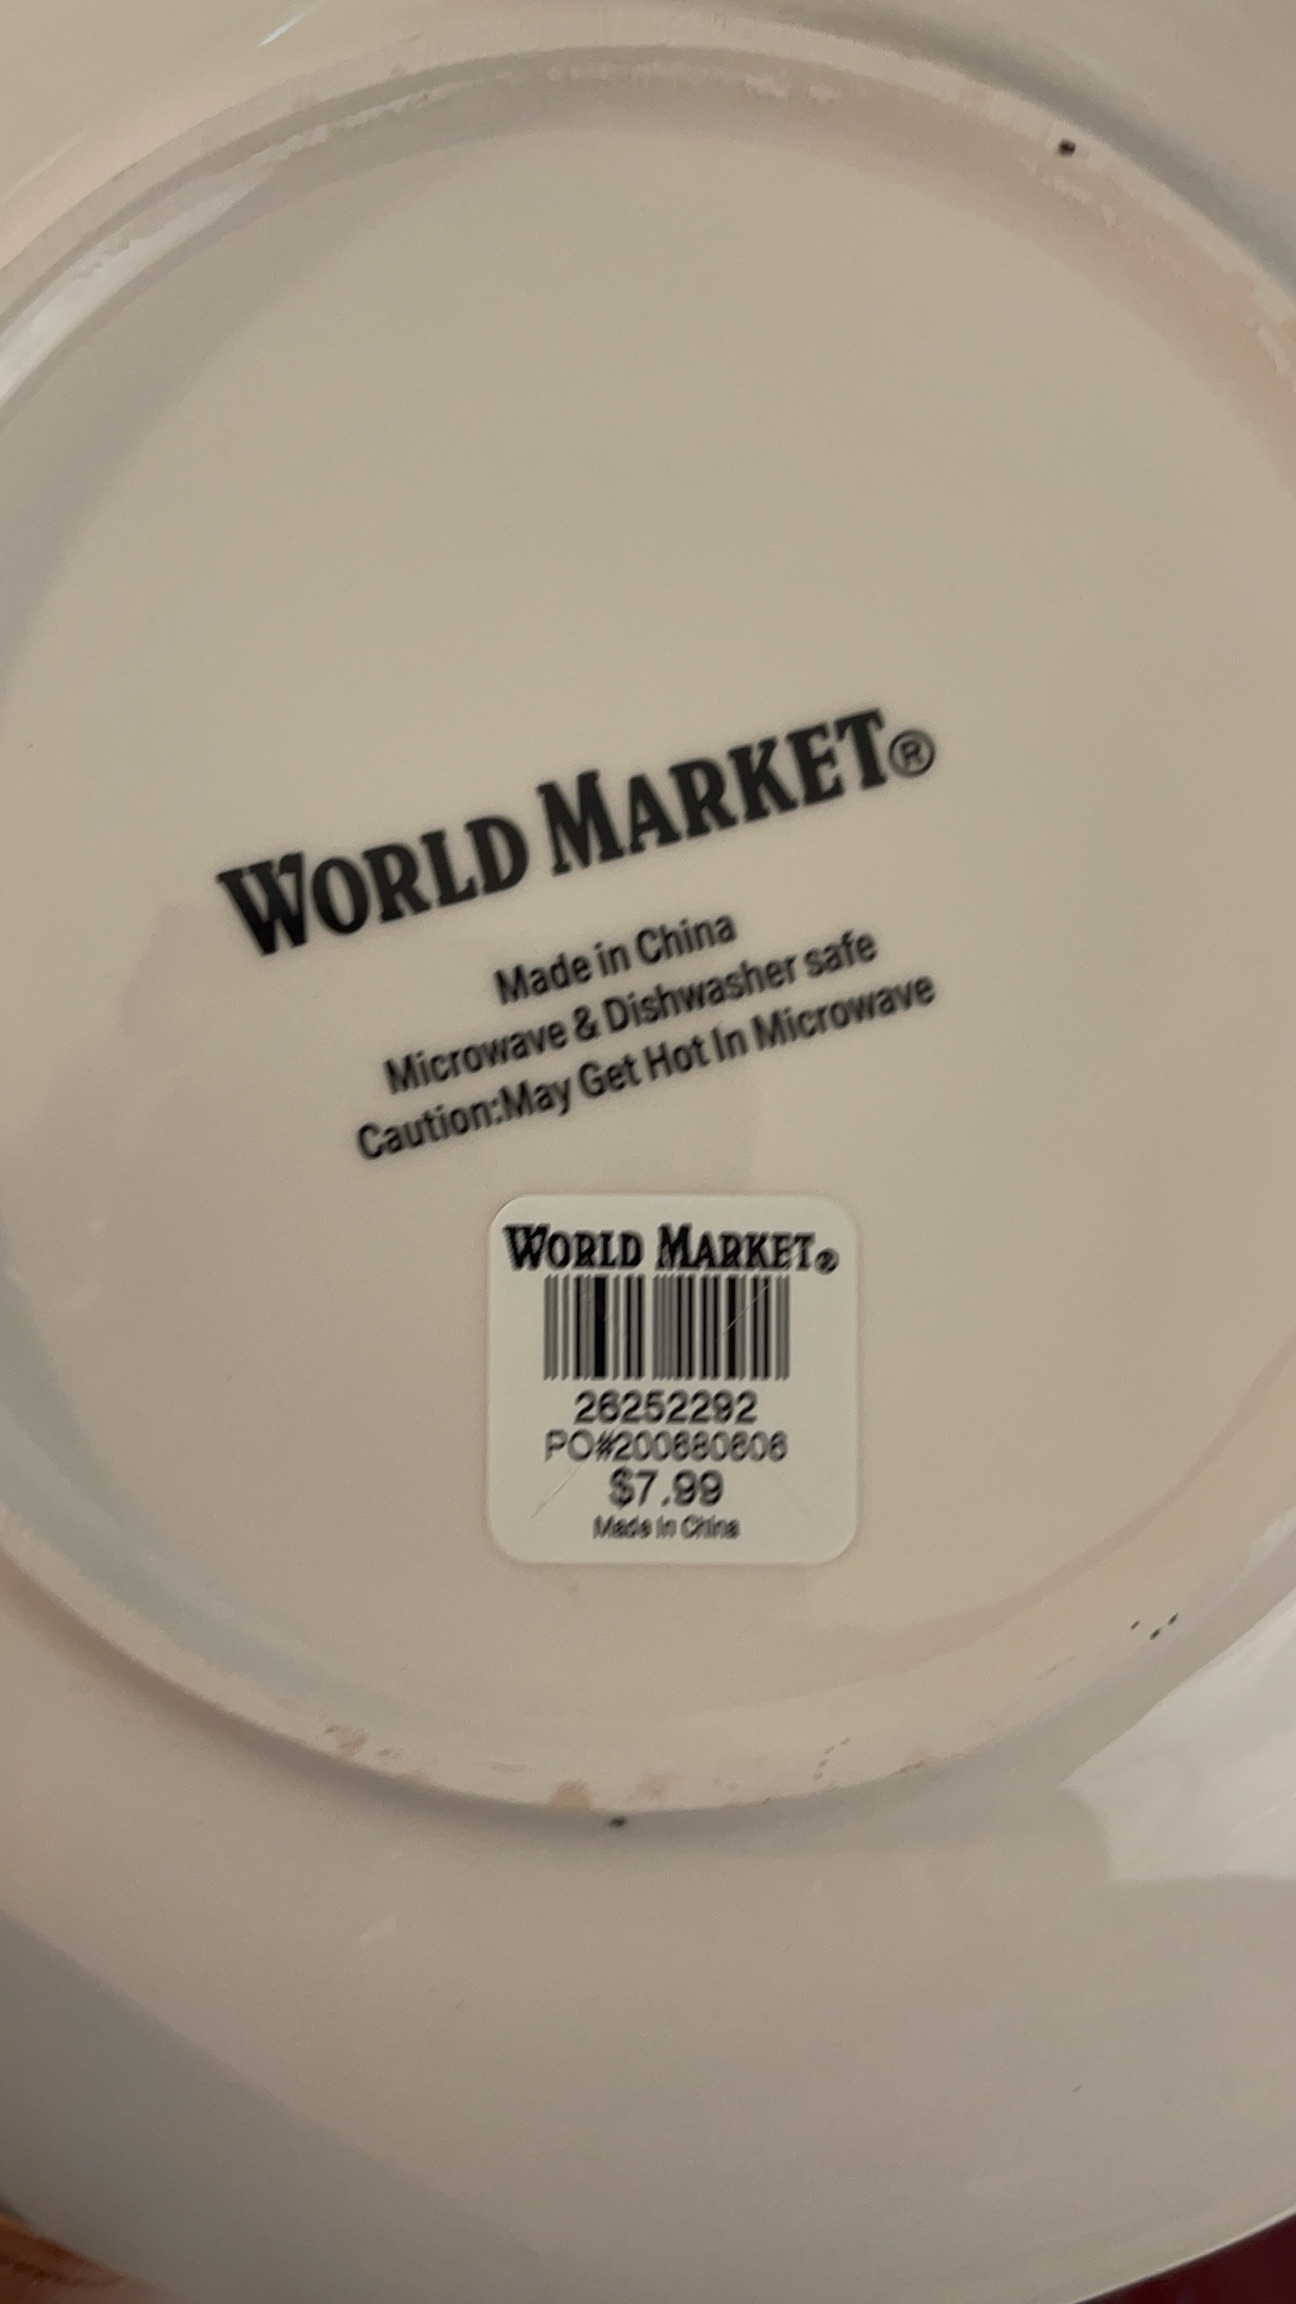 WORLD MARKET®
Made in China
Microwave & Dishwasher safe
Caution:May Get Hot In Microwave
WORLD MARKET®
26252292
PO#200680606
$7.99
Made in China